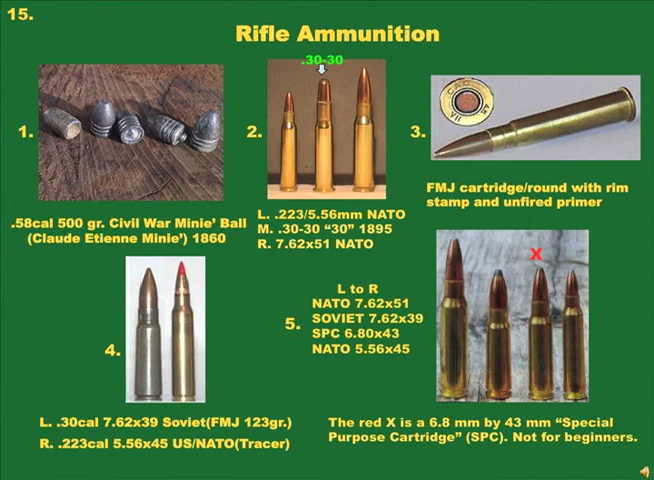 15.
Rifle Ammunition
.30-30
1.
2.
3.
.58cal 500 gr. Civil War Minie’ Ball
(Claude Etienne Minie’) 1860
L. .223/5.56mm NATO
M. .30-30 “30” 1895
R. 7.62x51 NATO
FMJ cartridge/round with rim
stamp and unfired primer
4.
5.
L to R
NATO 7.62x51
SOVIET 7.62x39
SPC 6.80x43
NATO 5.56x45
X
L. .30cal 7.62x39 Soviet(FMJ 123gr.)
R. .223cal 5.56x45 US/NATO(Tracer)
The red X is a 6.8 mm by 43 mm “Special
Purpose Cartridge” (SPC). Not for beginners.